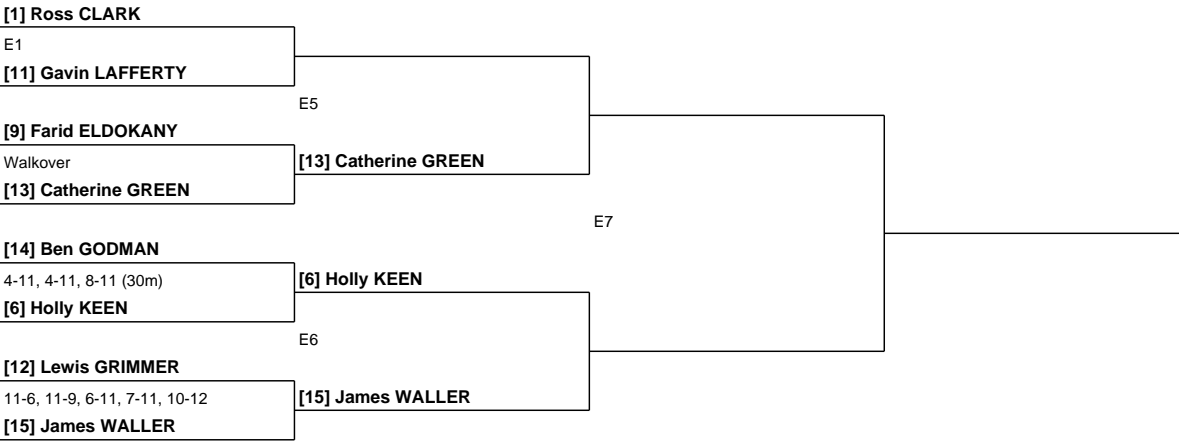 [1] Ross CLARK
E1
[11] Gavin LAFFERTY
E5
[9] Farid ELDOKANY
Walkover
[13] Catherine GREEN
[13] Catherine GREEN
E7
[14] Ben GODMAN
4-11, 4-11, 8-11 (30m)
[6] Holly KEEN
[6] Holly KEEN
E6
[12] Lewis GRIMMER
11-6, 11-9, 6-11, 7-11, 10-12
[15] James WALLER
[15] James WALLER